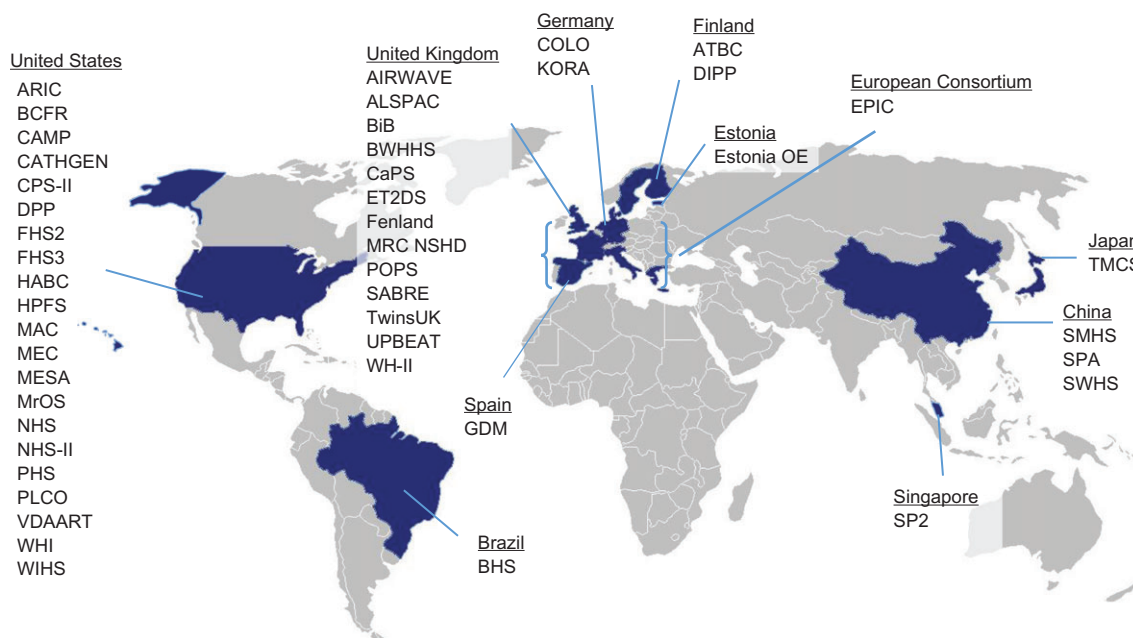 United States
ARIC
BCFR
CAMP
CATHGEN
CPS-II
DPP
FHS2
FHS3
HABC
HPFS
MAC
MEC
MESA
MrOS
NHS
NHS-II
PHS
PLCO
VDAART
WHI
WIHS
United Kingdom
AIRWAVE
ALSPAC
BiB
BWHHS
CaPS
ET2DS
Fenland
MRC NSHD
POPS
SABRE
TwinsUK
UPBEAT
WH-II
Germany
COLO
KORA
Finland
ATBC
DIPP
European Consortium
EPIC
Estonia
Estonia OE
Spain
GDM
Brazil
BHS
Japan
TMCS
China
SMHS
SPA
SWHS
Singapore
SP2